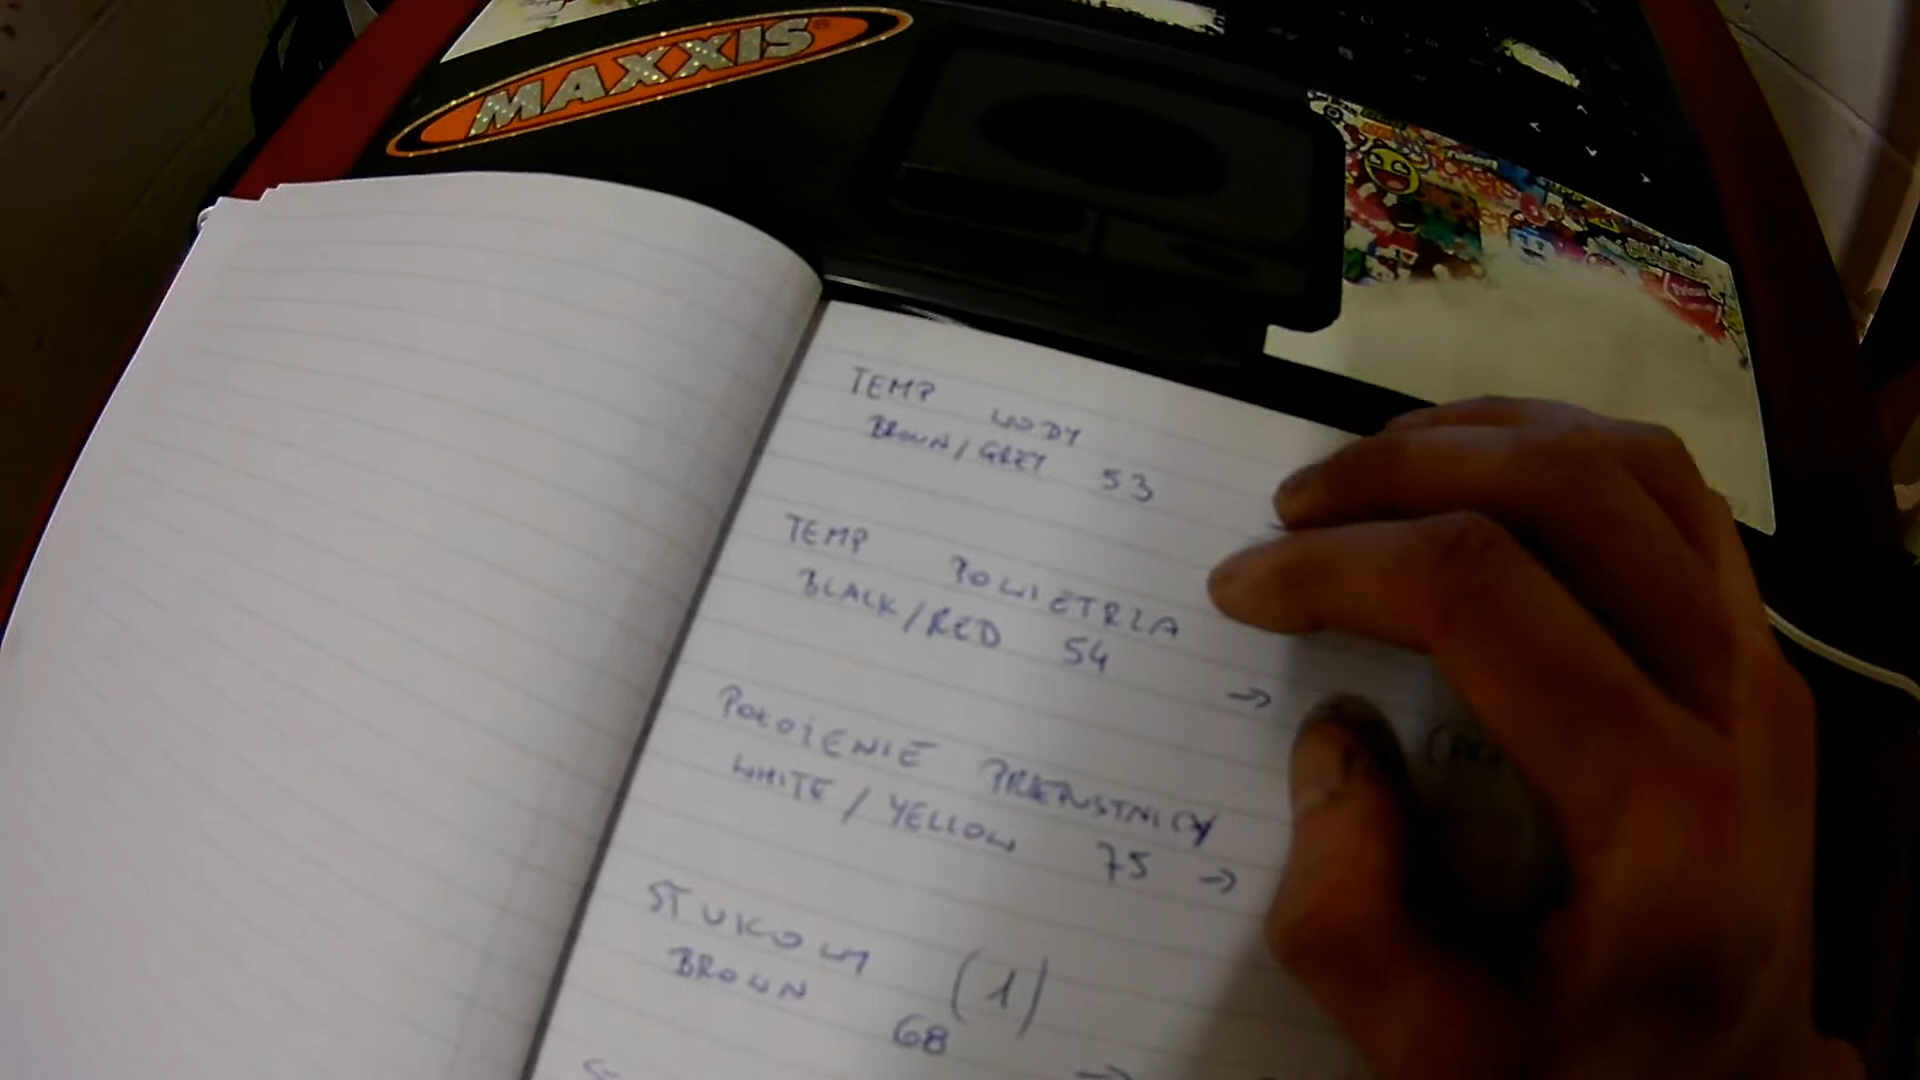 MAXXIS
TEMP WODY
BROWN/GREY 53
TEMP POWIETRZA
BLACK/RED 54
→
POŁOŻENIE PRZEPUSTNICY
WHITE / YELLOW 75 →
STUKOWY (1)
BROWN
68
→